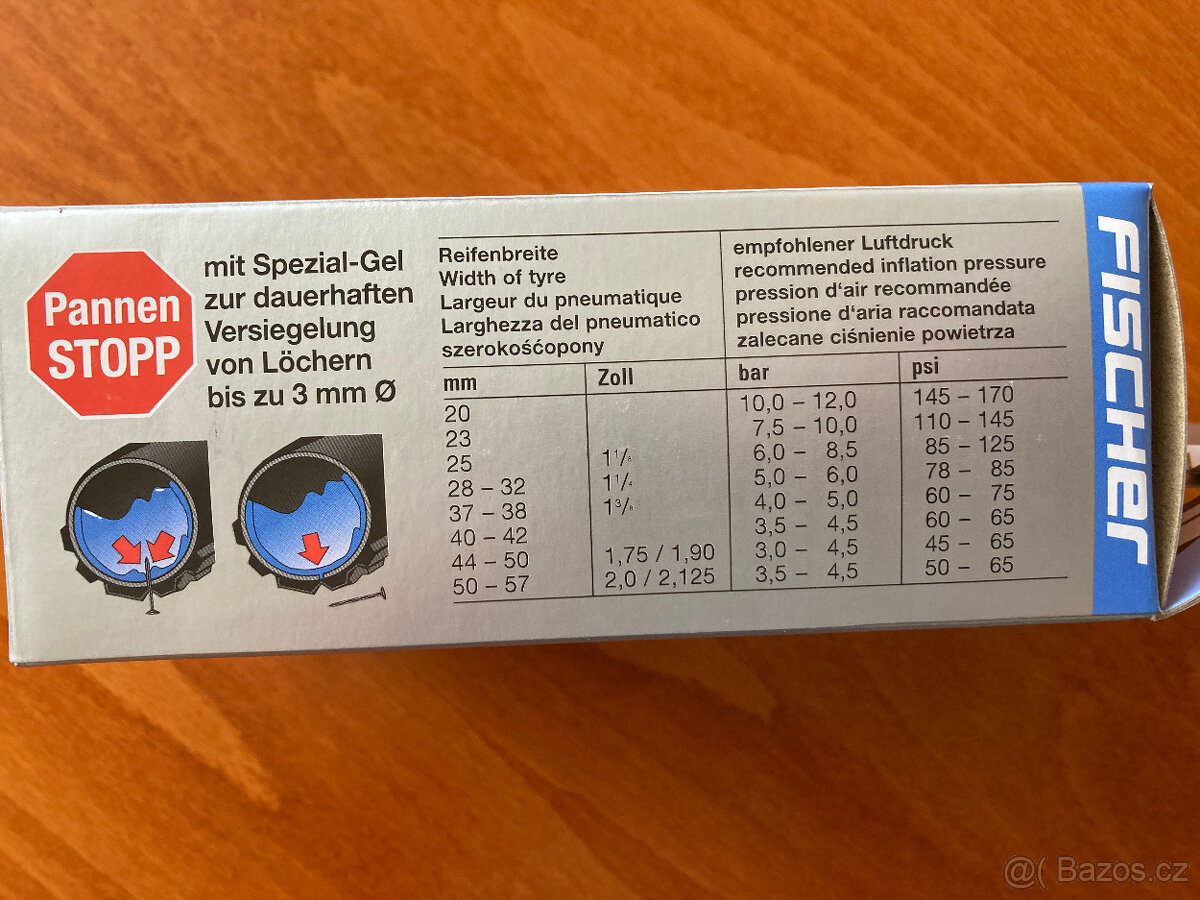 Pannen
STOPP
mit Spezial-Gel
zur dauerhaften
Versiegelung
von Löchern
bis zu 3 mm Ø
Reifenbreite
Width of tyre
Largeur du pneumatique
Larghezza del pneumatico
szerokośćopony
empfohlener Luftdruck
recommended inflation pressure
pression d'air recommandée
pressione d'aria raccomandata
zalecane ciśnienie powietrza
mm Zoll bar psi
20 10,0 – 12,0 145 – 170
23 7,5 – 10,0 110 – 145
25 1¹/₈ 6,0 – 8,5 85 – 125
28 – 32 1¹/₄ 5,0 – 6,0 78 – 85
37 – 38 1³/₈ 4,0 – 5,0 60 – 75
40 – 42 3,5 – 4,5 60 – 65
44 – 50 1,75 / 1,90 3,0 – 4,5 45 – 65
50 – 57 2,0 / 2,125 3,5 – 4,5 50 – 65
FISCHER
@( Bazos.cz